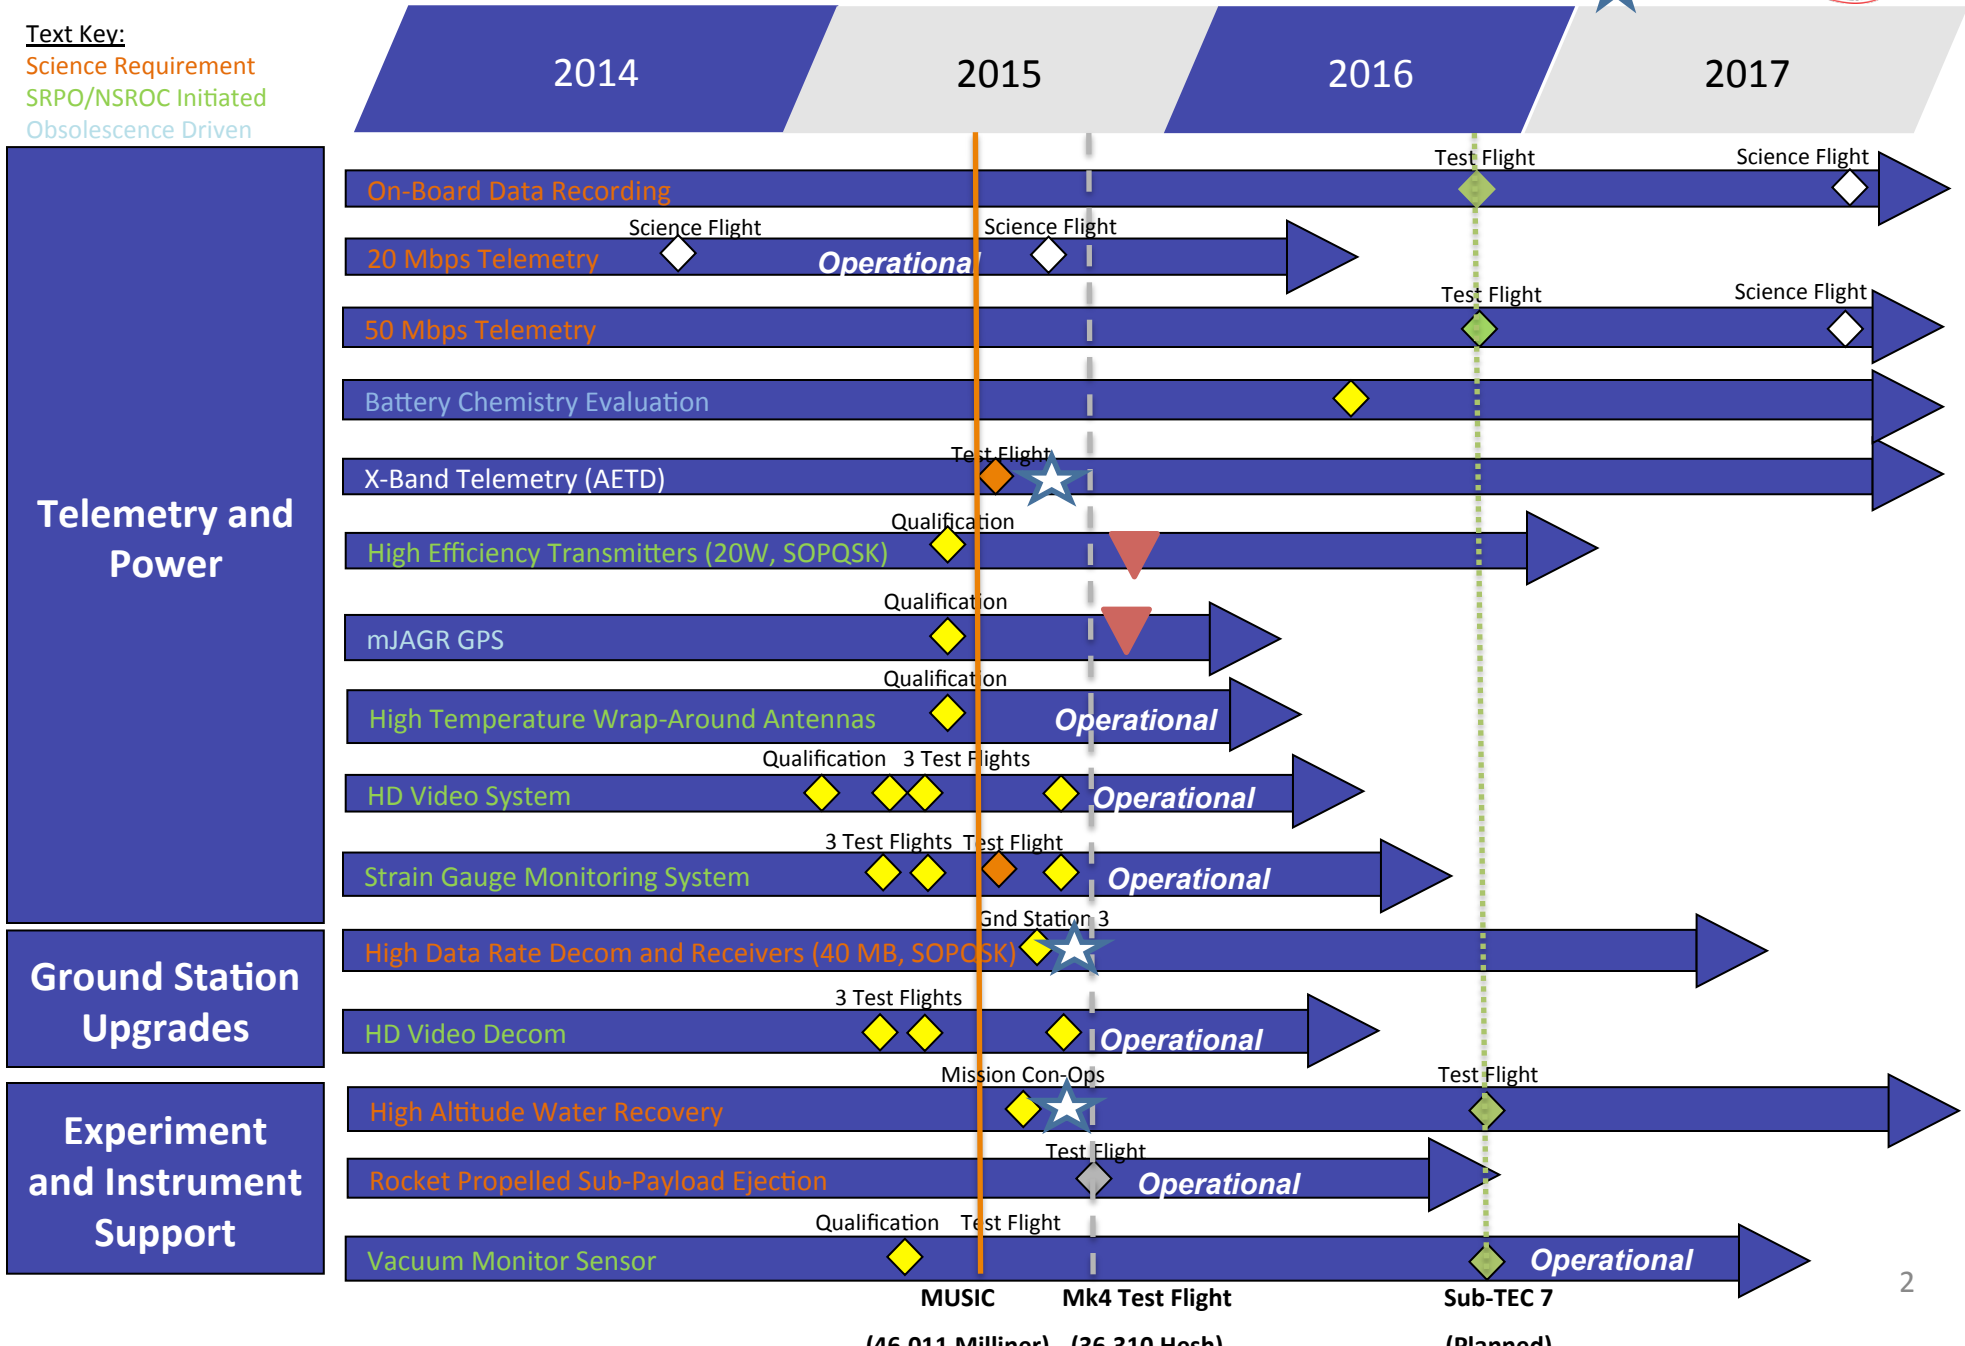 Text Key:
Science Requirement
SRPO/NSROC Initiated
Obsolescence Driven
2014
2015
2016
2017
Telemetry and
Power
Test Flight
Science Flight
On-Board Data Recording
Science Flight
Science Flight
20 Mbps Telemetry
Operational
Test Flight
Science Flight
50 Mbps Telemetry
Battery Chemistry Evaluation
Test Flight
X-Band Telemetry (AETD)
Qualification
High Efficiency Transmitters (20W, SOPQSK)
Qualification
mJAGR GPS
Qualification
High Temperature Wrap-Around Antennas
Operational
Qualification
3 Test Flights
HD Video System
Operational
3 Test Flights
Test Flight
Strain Gauge Monitoring System
Operational
Ground Station
Upgrades
Gnd Station 3
High Data Rate Decom and Receivers (40 MB, SOPQSK)
3 Test Flights
HD Video Decom
Operational
Experiment
and Instrument
Support
Mission Con-Ops
Test Flight
High Altitude Water Recovery
Test Flight
Rocket Propelled Sub-Payload Ejection
Operational
Qualification
Test Flight
Vacuum Monitor Sensor
Operational
2
MUSIC
Mk4 Test Flight
Sub-TEC 7
(46.011 Milliner)
(36.310 Hesh)
(Planned)